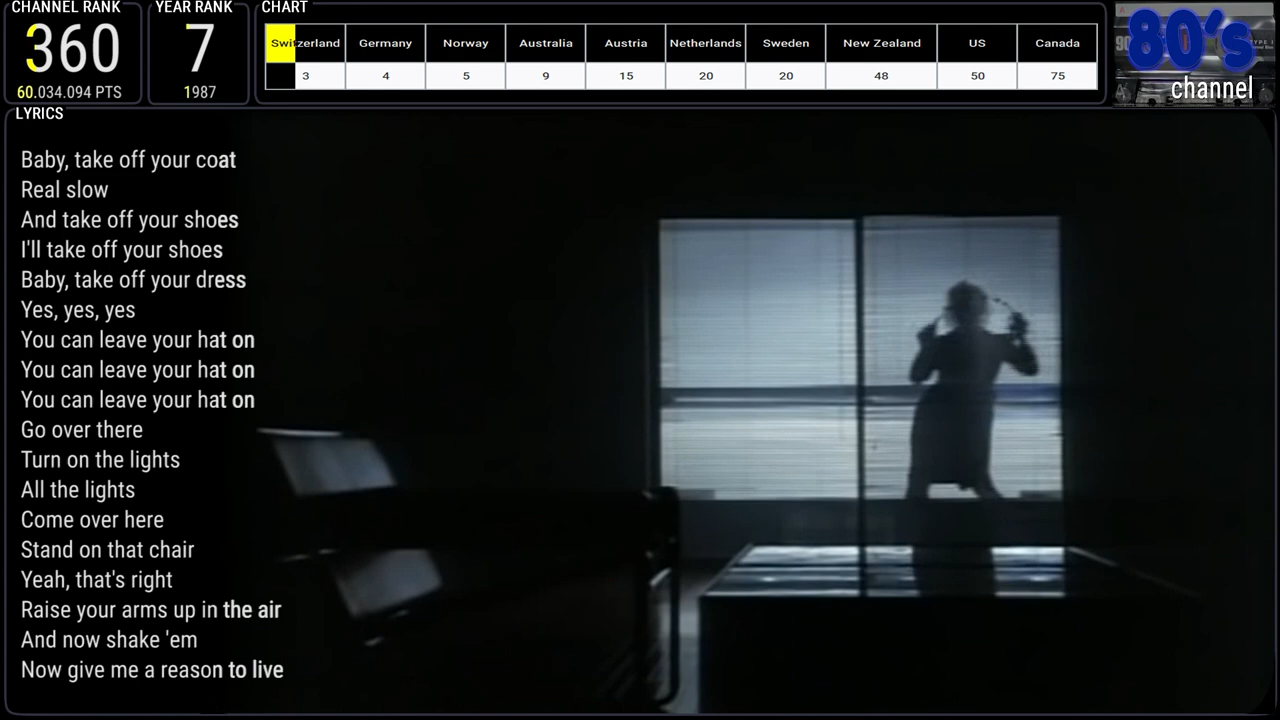 CHANNEL RANK
360
60.034.094 PTS
YEAR RANK
7
1987
CHART
Switzerland Germany Norway Australia Austria Netherlands Sweden New Zealand US Canada
3 4 5 9 15 20 20 48 50 75
80's
channel
LYRICS
Baby, take off your coat
Real slow
And take off your shoes
I'll take off your shoes
Baby, take off your dress
Yes, yes, yes
You can leave your hat on
You can leave your hat on
You can leave your hat on
Go over there
Turn on the lights
All the lights
Come over here
Stand on that chair
Yeah, that's right
Raise your arms up in the air
And now shake 'em
Now give me a reason to live